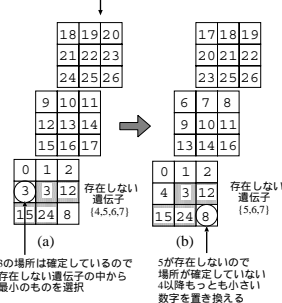 18 19 20
21 22 23
24 25 26
9 10 11
12 13 14
15 16 17
0 1 2
3 3 12
15 24 8
存在しない
遺伝子
{4,5,6,7}
(a)
3の場所は確定しているので
存在しない遺伝子の中から
最小のものを選択
17 18 19
20 21 22
23 25 26
6 7 8
9 10 11
13 14 16
0 1 2
4 3 12
15 24 8
存在しない
遺伝子
{5,6,7}
(b)
5が存在しないので
場所が確定していない
4以降もっとも小さい
数字を置き換える